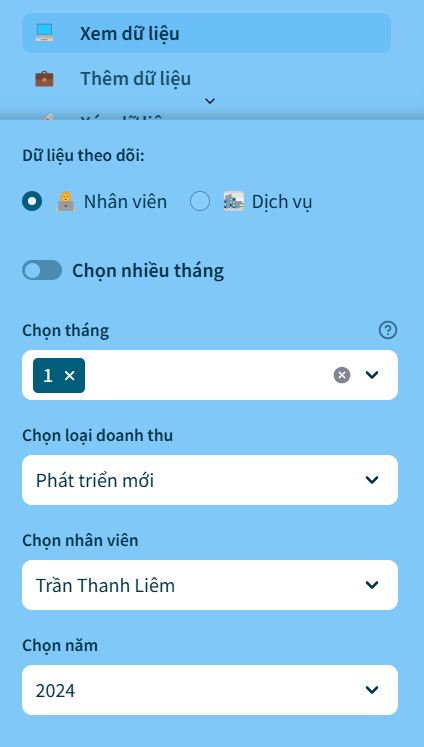 Xem dữ liệu
Thêm dữ liệu
Dữ liệu theo dõi:
Nhân viên
Dịch vụ
Chọn nhiều tháng
Chọn tháng
1
Chọn loại doanh thu
Phát triển mới
Chọn nhân viên
Trần Thanh Liêm
Chọn năm
2024